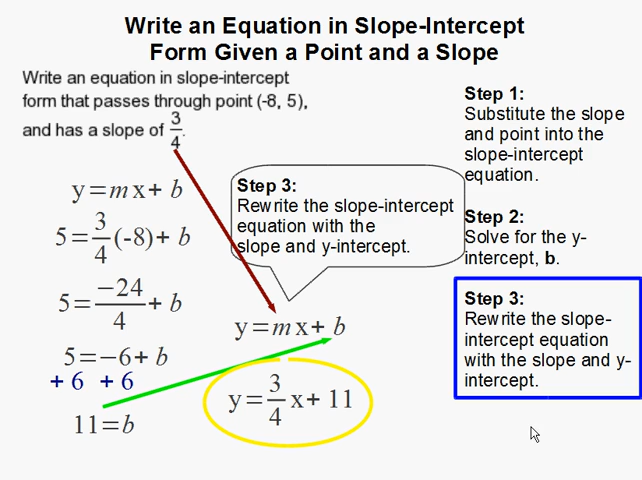 Write an Equation in Slope-Intercept
Form Given a Point and a Slope
Write an equation in slope-intercept
form that passes through point (-8, 5),
and has a slope of 3/4.
y=mx+ b
5=3/4(-8)+ b
5=-24/4+ b
5=-6+ b
+ 6 + 6
11=b
Step 3:
Rewrite the slope-intercept
equation with the
slope and y-intercept.
y=mx+ b
y=3/4x+ 11
Step 1:
Substitute the slope
and point into the
slope-intercept
equation.
Step 2:
Solve for the y-
intercept, b.
Step 3:
Rewrite the slope-
intercept equation
with the slope and y-
intercept.